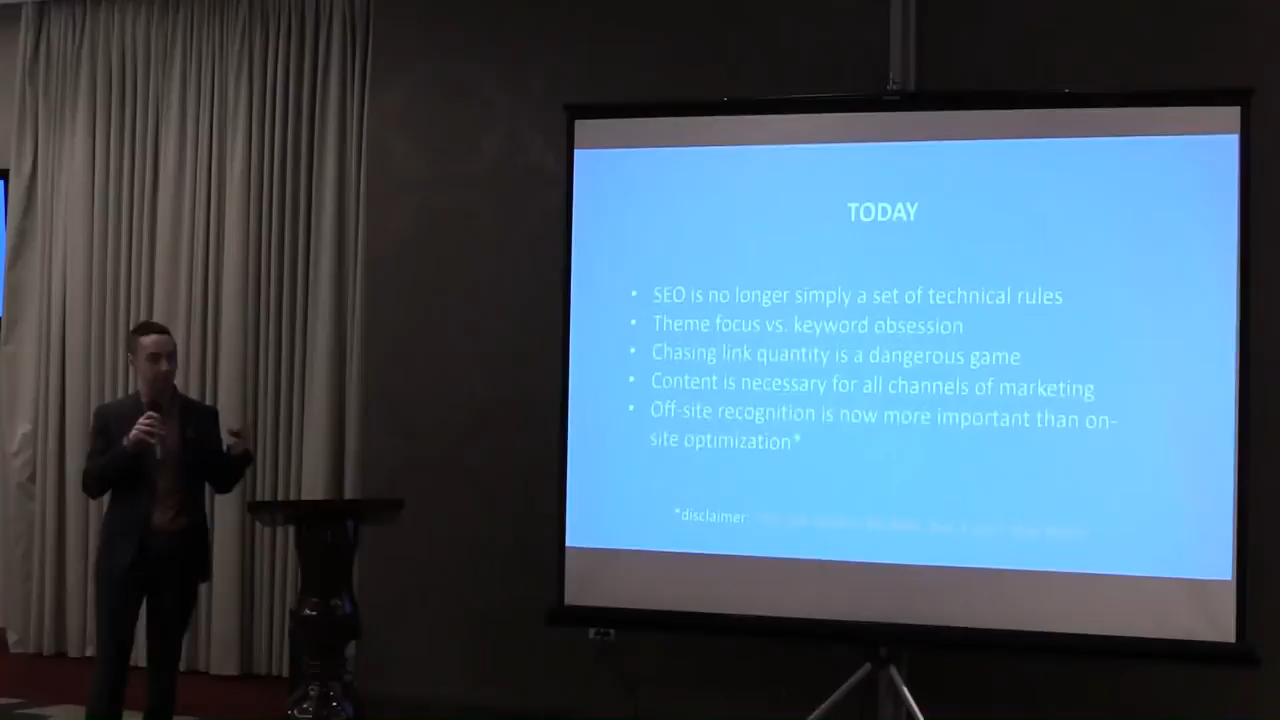 TODAY
• SEO is no longer simply a set of technical rules
• Theme focus vs. keyword obsession
• Chasing link quantity is a dangerous game
• Content is necessary for all channels of marketing
• Off-site recognition is now more important than on-
site optimization*
*disclaimer: